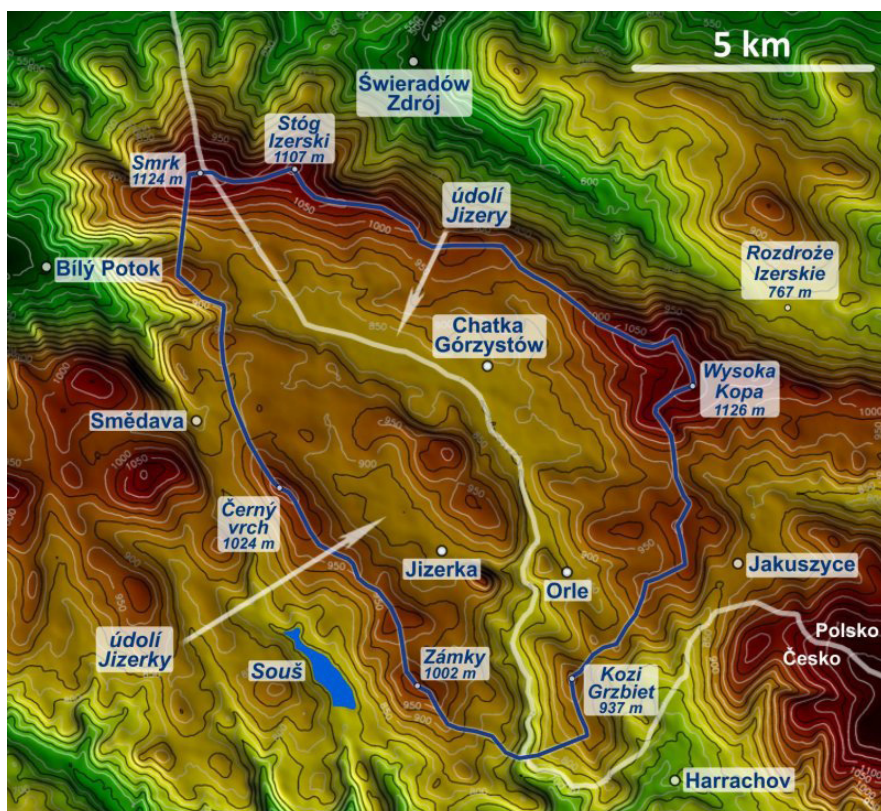 5 km
Świeradów
Zdrój
Stóg
Izerski
1107 m
Smrk
1124 m
údolí
Jizery
Rozdroże
Izerskie
767 m
Bílý Potok
Chatka
Górzystów
Wysoka
Kopa
1126 m
Smědava
Černý
vrch
1024 m
Jizerka
Orle
Jakuszyce
údolí
Jizerky
Souš
Zámky
1002 m
Kozi
Grzbiet
937 m
Polsko
Česko
Harrachov